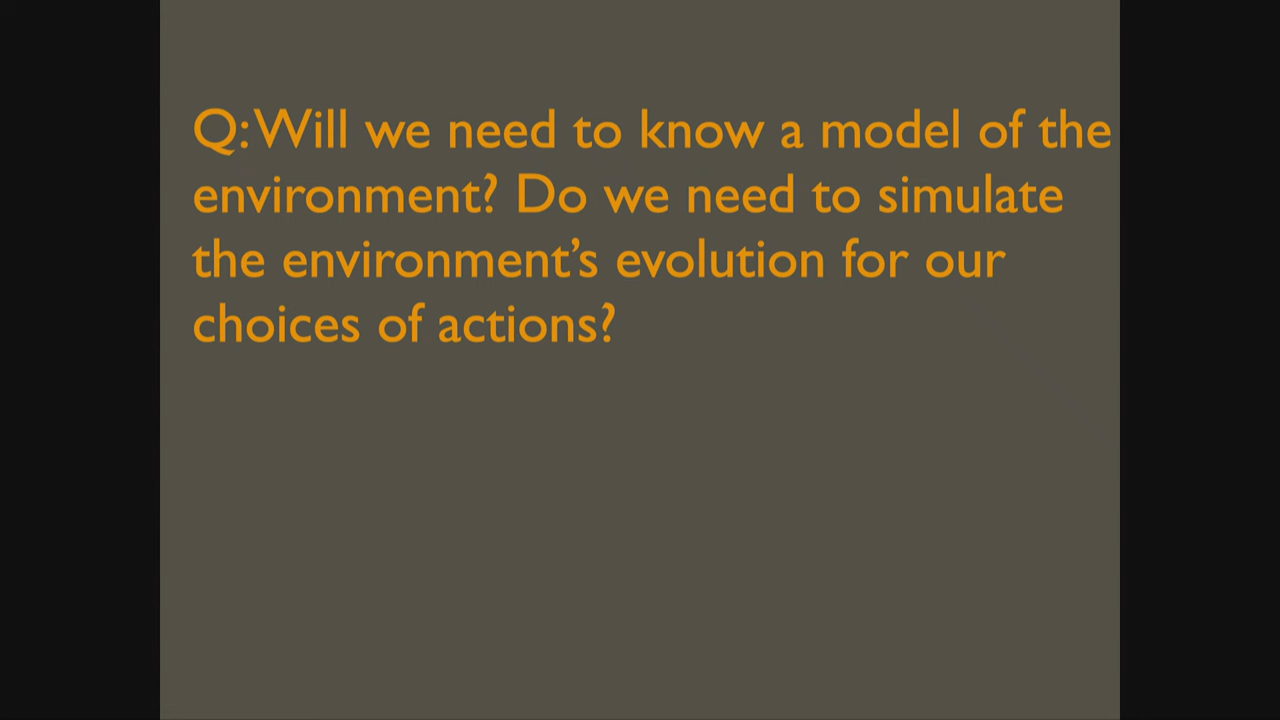 Q: Will we need to know a model of the
environment? Do we need to simulate
the environment’s evolution for our
choices of actions?